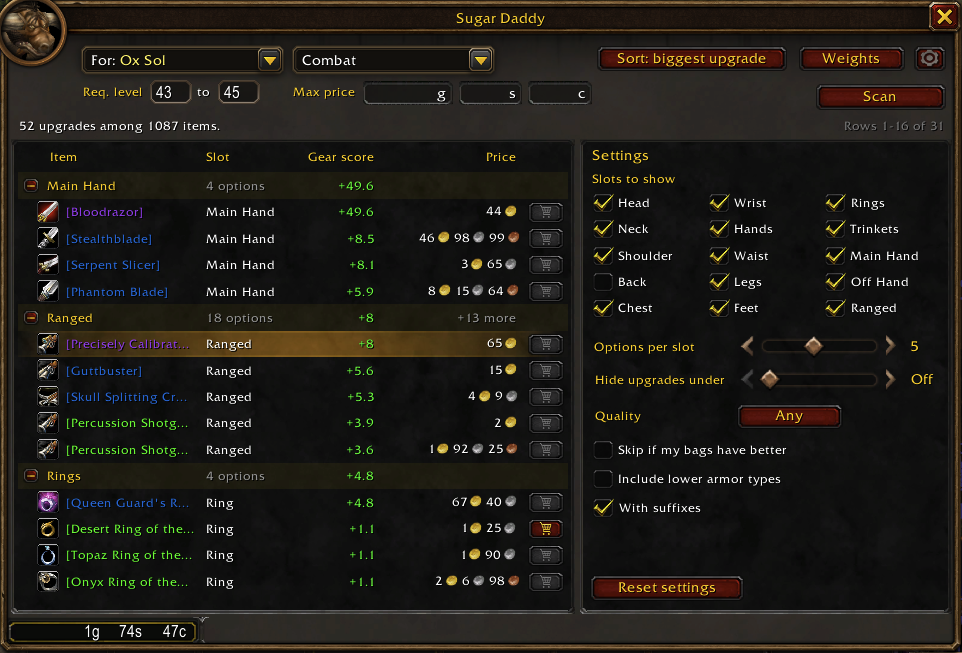 Sugar Daddy
For: Ox Sol Combat Sort: biggest upgrade Weights
Req. level 43 to 45 Max price g s c Scan
52 upgrades among 1087 items. Rows 1-16 of 31
Item Slot Gear score Price
Main Hand 4 options +49.6
[Bloodrazor] Main Hand +49.6 44
[Stealthblade] Main Hand +8.5 46 98 99
[Serpent Slicer] Main Hand +8.1 3 65
[Phantom Blade] Main Hand +5.9 8 15 64
Ranged 18 options +8 +13 more
[Precisely Calibrat... Ranged +8 65
[Guttbuster] Ranged +5.6 15
[Skull Splitting Cr... Ranged +5.3 4 9
[Percussion Shotg... Ranged +3.9 2
[Percussion Shotg... Ranged +3.6 1 92 25
Rings 4 options +4.8
[Queen Guard's R... Ring +4.8 67 40
[Desert Ring of the... Ring +1.1 1 25
[Topaz Ring of the... Ring +1.1 1 90
[Onyx Ring of the... Ring +1.1 2 6 98
1g 74s 47c
Settings
Slots to show
Head Wrist Rings
Neck Hands Trinkets
Shoulder Waist Main Hand
Back Legs Off Hand
Chest Feet Ranged
Options per slot 5
Hide upgrades under Off
Quality Any
Skip if my bags have better
Include lower armor types
With suffixes
Reset settings